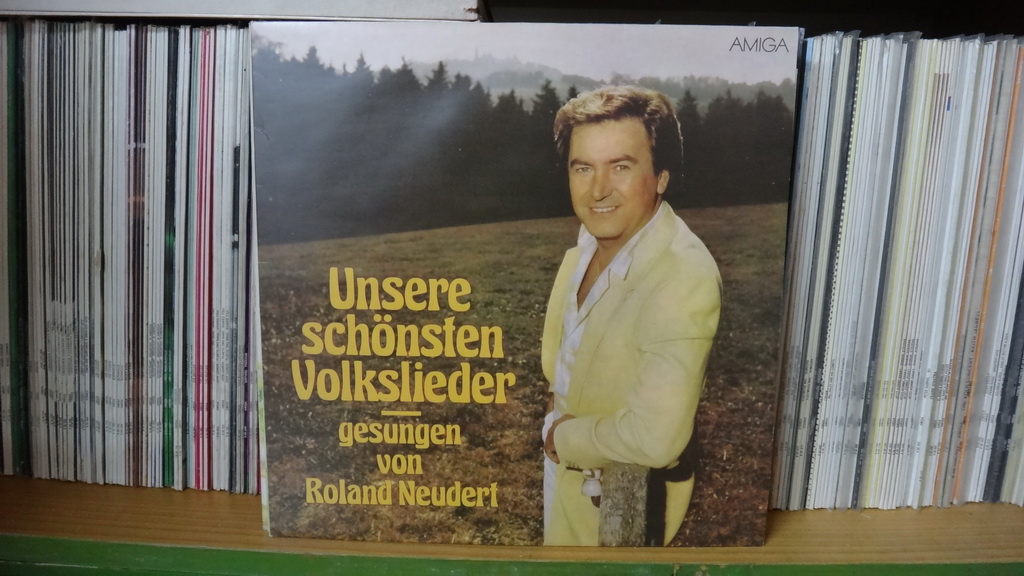 AMIGA
Unsere
schönsten
Volkslieder
gesungen
von
Roland Neudert